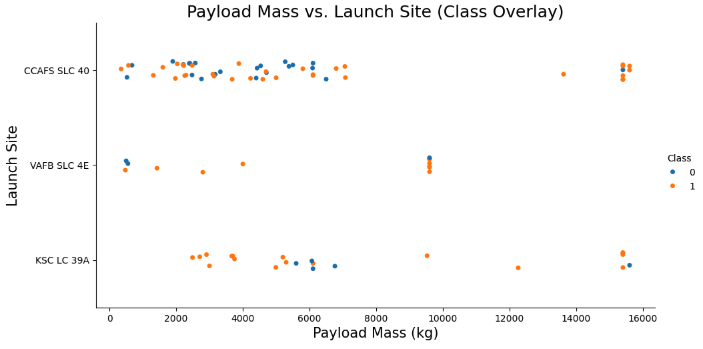 Payload Mass vs. Launch Site (Class Overlay)
Launch Site
CCAFS SLC 40
VAFB SLC 4E
KSC LC 39A
0 2000 4000 6000 8000 10000 12000 14000 16000
Payload Mass (kg)
Class
0
1